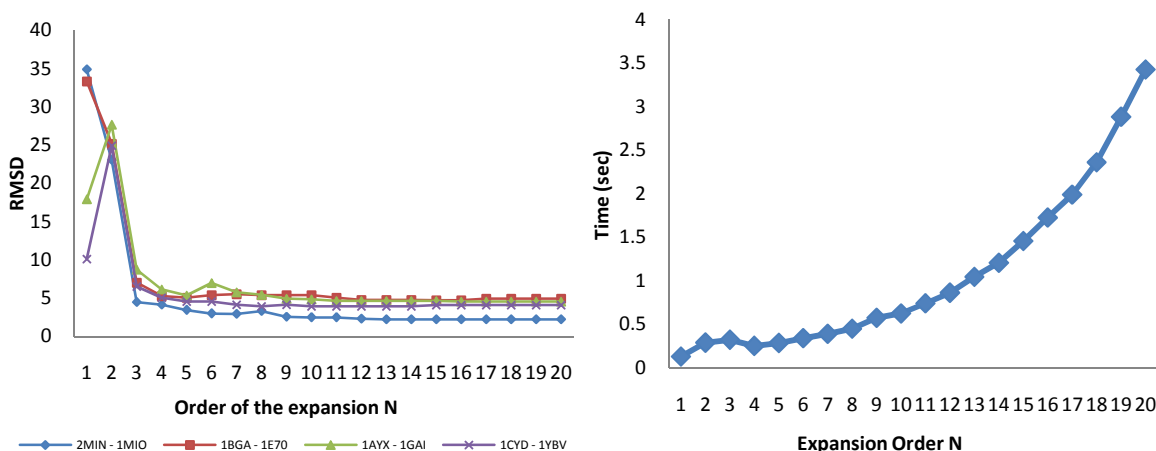 40
35
30
25
20
15
10
5
0
RMSD
1 2 3 4 5 6 7 8 9 10 11 12 13 14 15 16 17 18 19 20
Order of the expansion N
2MIN - 1MIO 1BGA - 1E70 1AYX - 1GAI 1CYD - 1YBV
4
3.5
3
2.5
2
1.5
1
0.5
0
Time (sec)
1 2 3 4 5 6 7 8 9 10 11 12 13 14 15 16 17 18 19 20
Expansion Order N